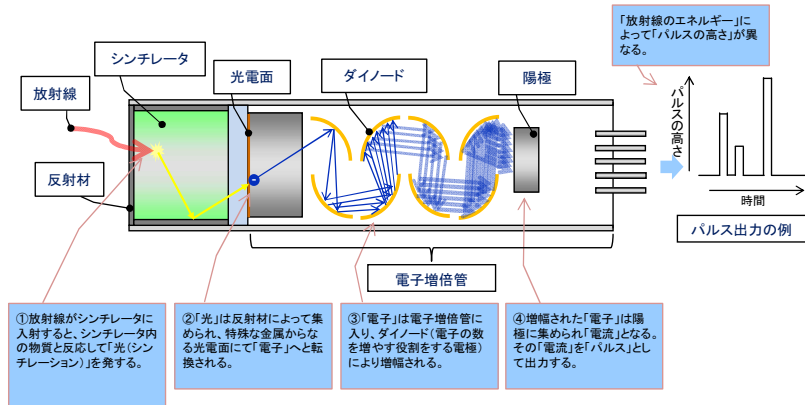 「放射線のエネルギー」に
よって「パルスの高さ」が異
なる。
シンチレータ
光電面
ダイノード
陽極
放射線
パルスの高さ
反射材
時間
パルス出力の例
電子増倍管
①放射線がシンチレータに
入射すると、シンチレータ内
の物質と反応して「光(シン
チレーション)」を発する。
②「光」は反射材によって集
められ、特殊な金属からな
る光電面にて「電子」へと転
換される。
③「電子」は電子増倍管に
入り、ダイノード(電子の数
を増やす役割をする電極)
により増幅される。
④増幅された「電子」は陽
極に集められ「電流」となる。
その「電流」を「パルス」とし
て出力する。